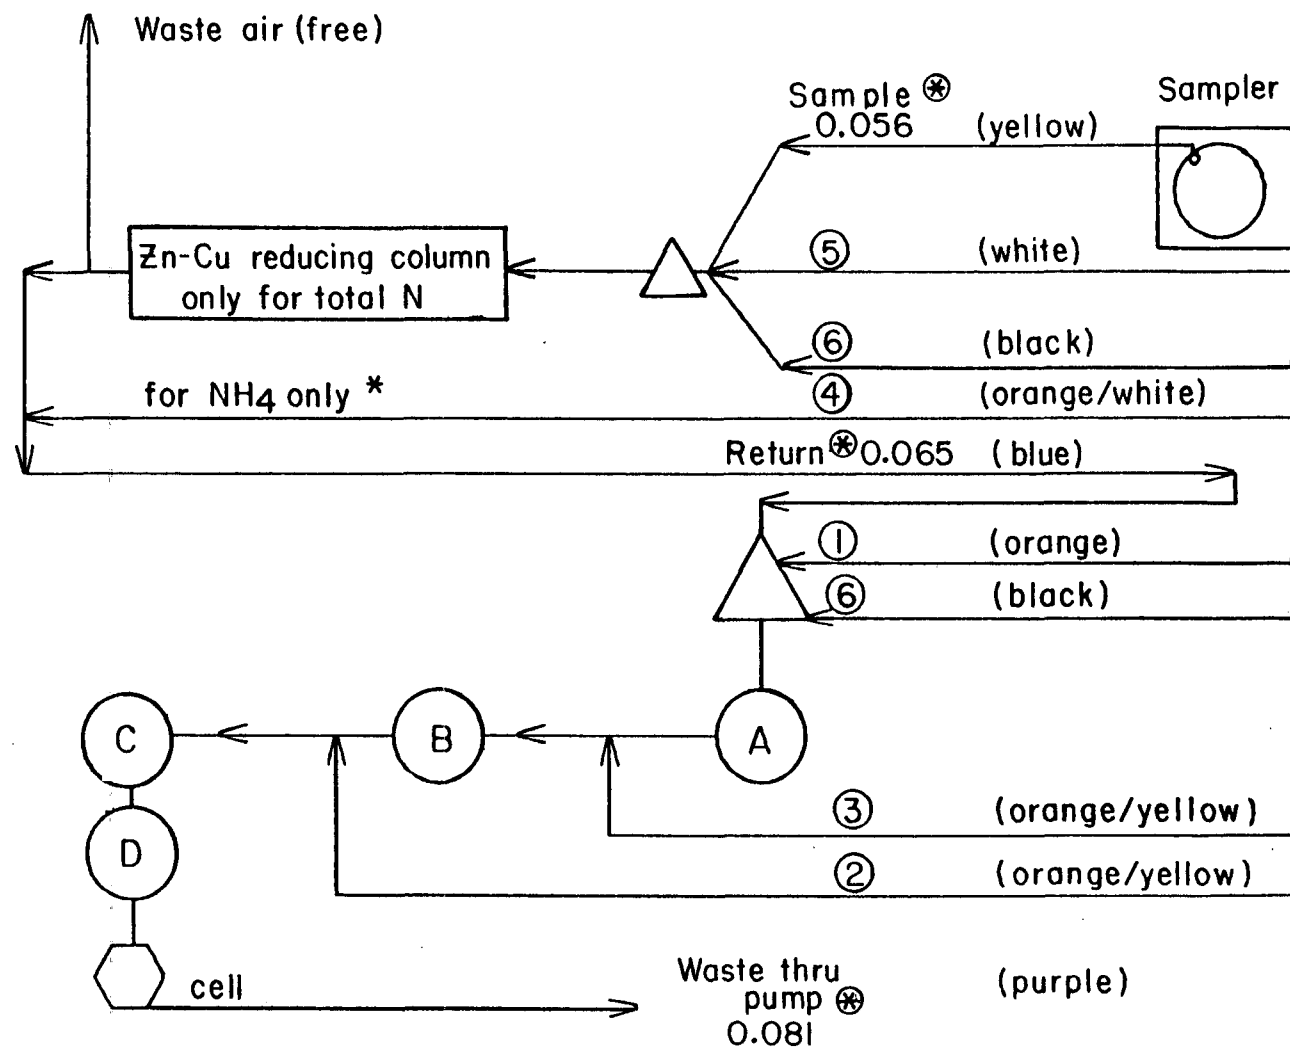 Waste air (free)
Sample ⊛
0.056 (yellow)
Sampler
Zn-Cu reducing column
only for total N
⑤ (white)
⑥ (black)
for NH4 only * ④ (orange/white)
Return ⊛ 0.065 (blue)
① (orange)
⑥ (black)
C B A
③ (orange/yellow)
D
② (orange/yellow)
cell
Waste thru (purple)
pump ⊛
0.081